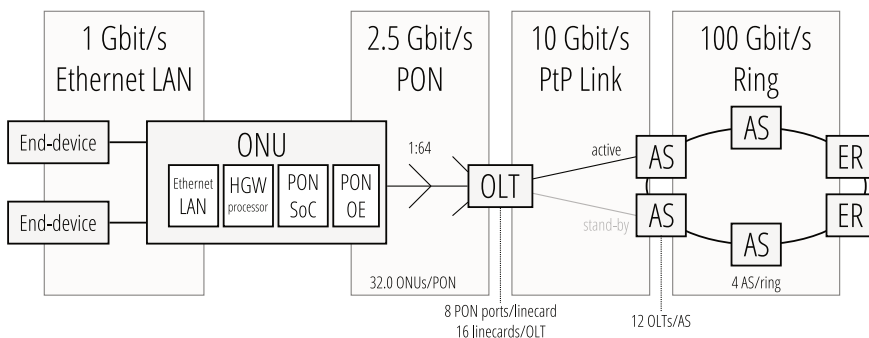 1 Gbit/s
Ethernet LAN
2.5 Gbit/s
PON
10 Gbit/s
PtP Link
100 Gbit/s
Ring
End-device
End-device
ONU
Ethernet
LAN
HGW
processor
PON
SoC
PON
OE
1:64
32.0 ONUs/PON
OLT
8 PON ports/linecard
16 linecards/OLT
active
stand-by
AS
AS
12 OLTs/AS
AS
AS
4 AS/ring
ER
ER